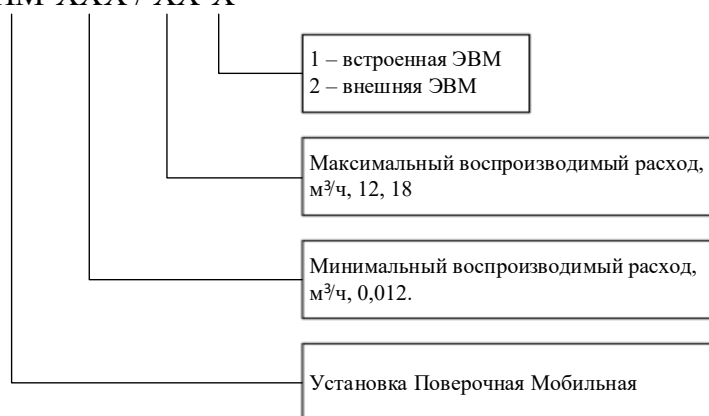 1 – встроенная ЭВМ
2 – внешняя ЭВМ
Максимальный воспроизводимый расход,
м³/ч, 12, 18
Минимальный воспроизводимый расход,
м³/ч, 0,012.
Установка Поверочная Мобильная